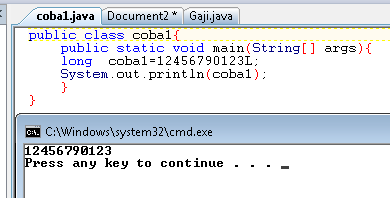 coba1.java Document2 * Gaji.java
public class coba1{
public static void main(String[] args){
long coba1=12456790123L;
System.out.println(coba1);
}
}
C:\Windows\system32\cmd.exe
12456790123
Press any key to continue . . . _